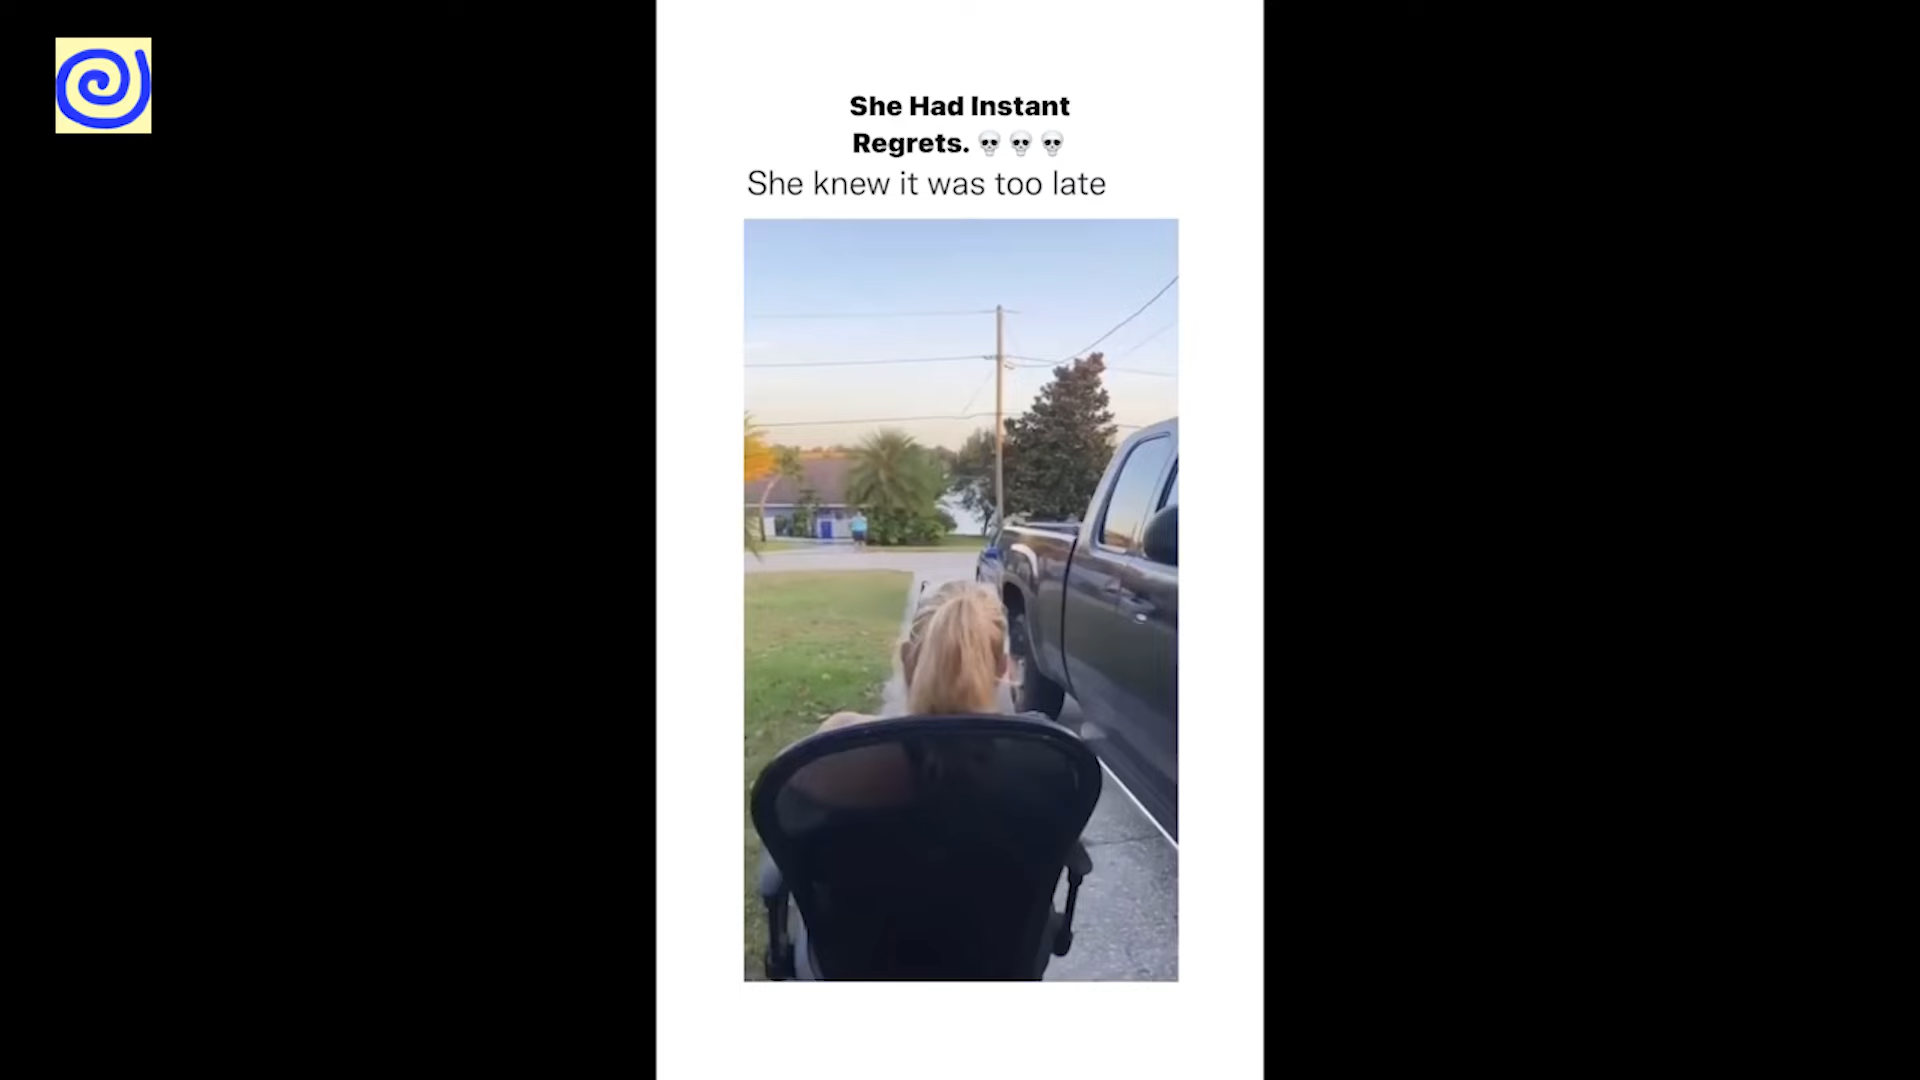 She Had Instant
Regrets. 💀💀💀
She knew it was too late